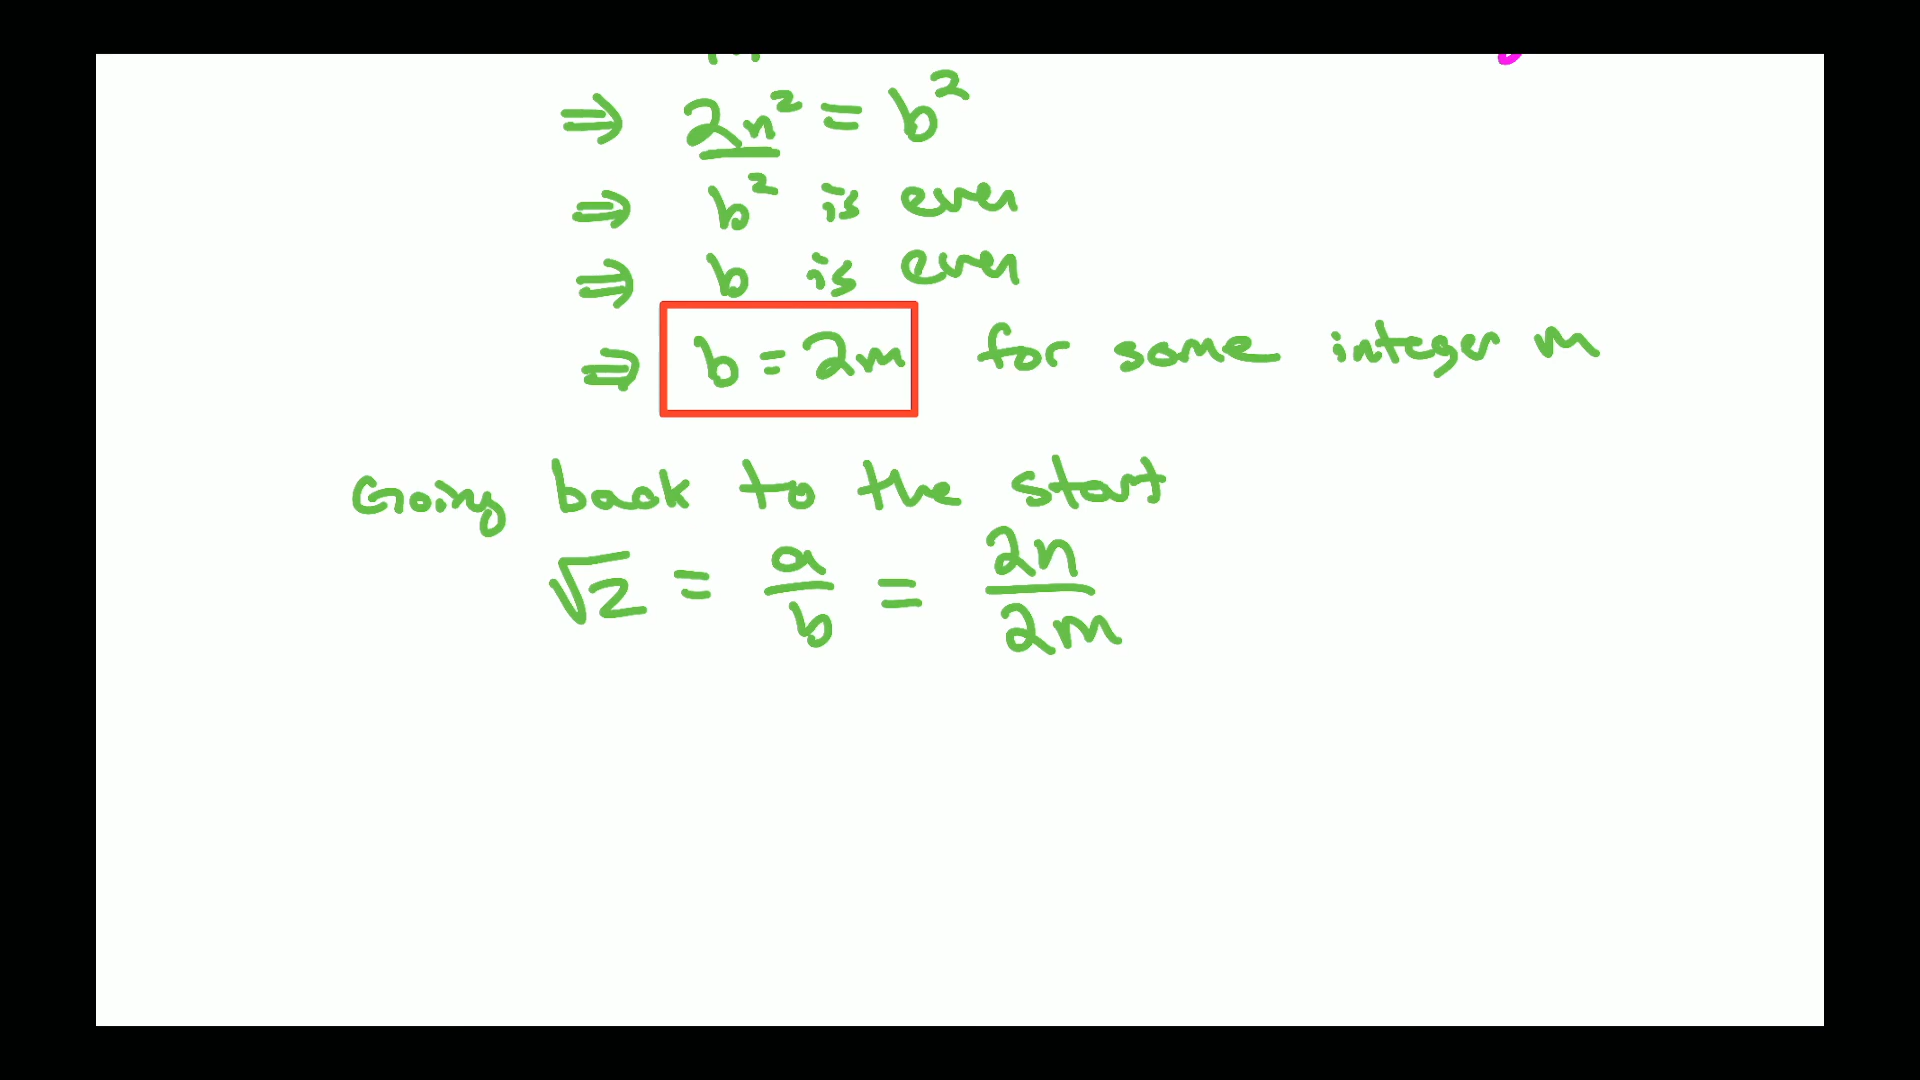 ⇒ 2n² = b²
⇒ b² is even
⇒ b is even
⇒ b = 2m for some integer m
Going back to the start
√2 = a/b = 2n/2m